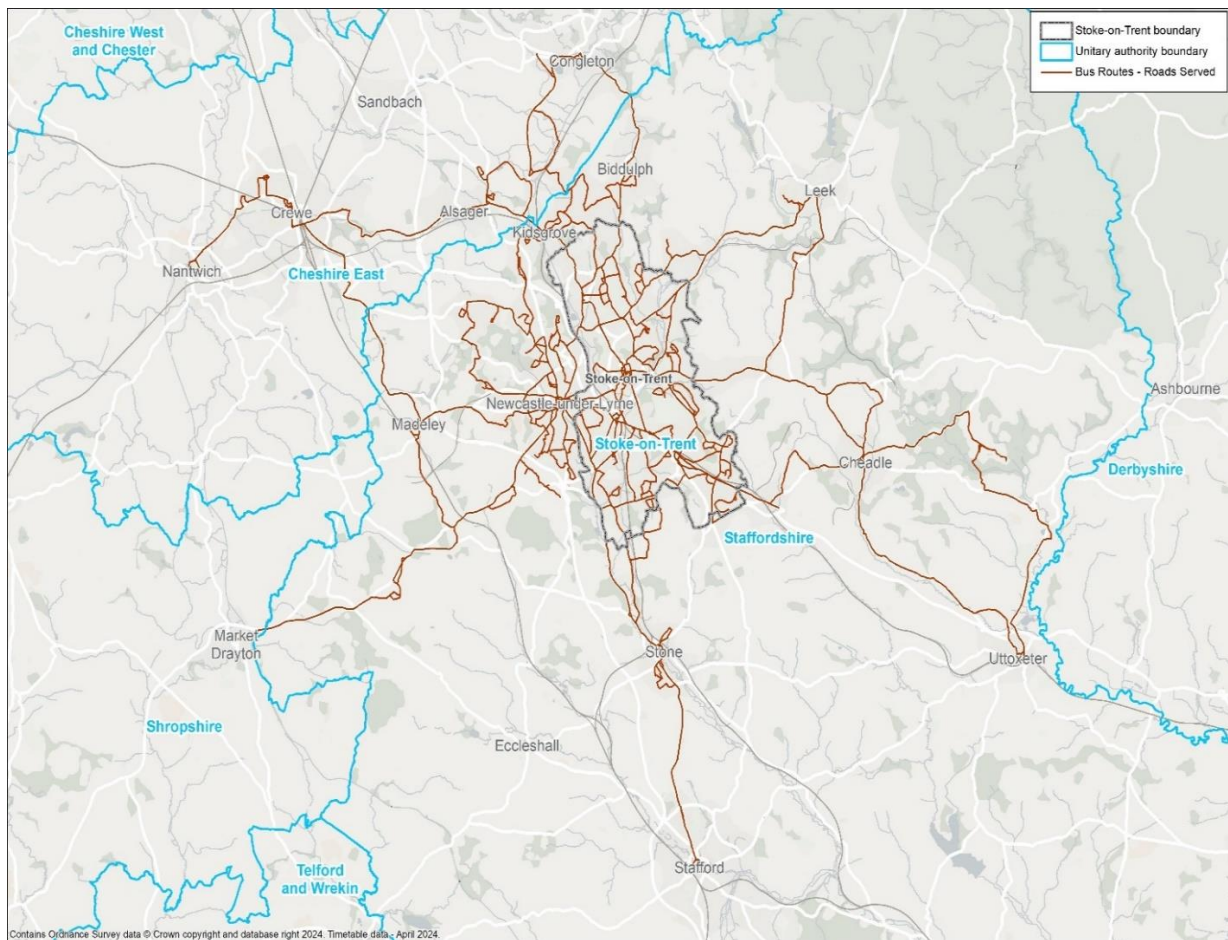 Stoke-on-Trent boundary
Unitary authority boundary
Bus Routes - Roads Served
Cheshire West
and Chester
Congleton
Sandbach
Biddulph
Leek
Crewe
Alsager
Kidsgrove
Nantwich
Cheshire East
Stoke-on-Trent
Ashbourne
Newcastle-under-Lyme
Madeley
Stoke-on-Trent
Cheadle
Derbyshire
Staffordshire
Market
Drayton
Stone
Uttoxeter
Shropshire
Eccleshall
Telford
and Wrekin
Stafford
Contains Ordnance Survey data © Crown copyright and database right 2024. Timetable data, April 2024.